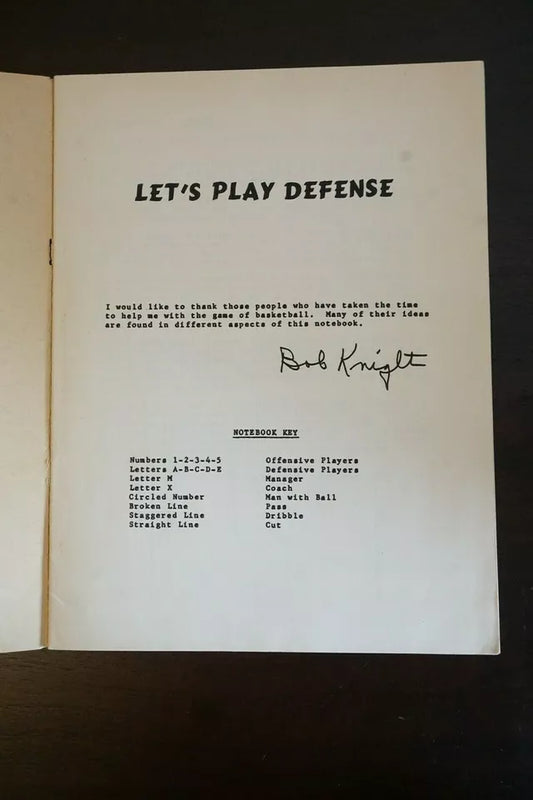 LET'S PLAY DEFENSE
I would like to thank those people who have taken the time
to help me with the game of basketball. Many of their ideas
are found in different aspects of this notebook.
Bob Knight
NOTEBOOK KEY
Numbers 1-2-3-4-5 Offensive Players
Letters A-B-C-D-E Defensive Players
Letter M Manager
Letter X Coach
Circled Number Man with Ball
Broken Line Pass
Staggered Line Dribble
Straight Line Cut